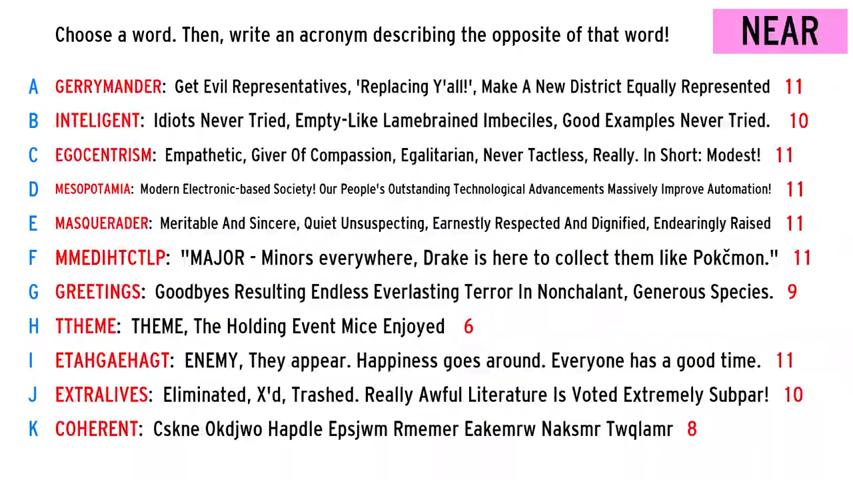 Choose a word. Then, write an acronym describing the opposite of that word!
NEAR
A GERRYMANDER: Get Evil Representatives, 'Replacing Y'all!', Make A New District Equally Represented 11
B INTELIGENT: Idiots Never Tried, Empty-Like Lamebrained Imbeciles, Good Examples Never Tried. 10
C EGOCENTRISM: Empathetic, Giver Of Compassion, Egalitarian, Never Tactless, Really. In Short: Modest! 11
D MESOPOTAMIA: Modern Electronic-based Society! Our People's Outstanding Technological Advancements Massively Improve Automation! 11
E MASQUERADER: Meritable And Sincere, Quiet Unsuspecting, Earnestly Respected And Dignified, Endearingly Raised 11
F MMEDIHTCTLP: "MAJOR - Minors everywhere, Drake is here to collect them like Pokčmon." 11
G GREETINGS: Goodbyes Resulting Endless Everlasting Terror In Nonchalant, Generous Species. 9
H TTHEME: THEME, The Holding Event Mice Enjoyed 6
I ETAHGAEHAGT: ENEMY, They appear. Happiness goes around. Everyone has a good time. 11
J EXTRALIVES: Eliminated, X'd, Trashed. Really Awful Literature Is Voted Extremely Subpar! 10
K COHERENT: Cskne Okdjwo Hapdle Epsjwm Rmemer Eakemrw Naksmr Twqlamr 8